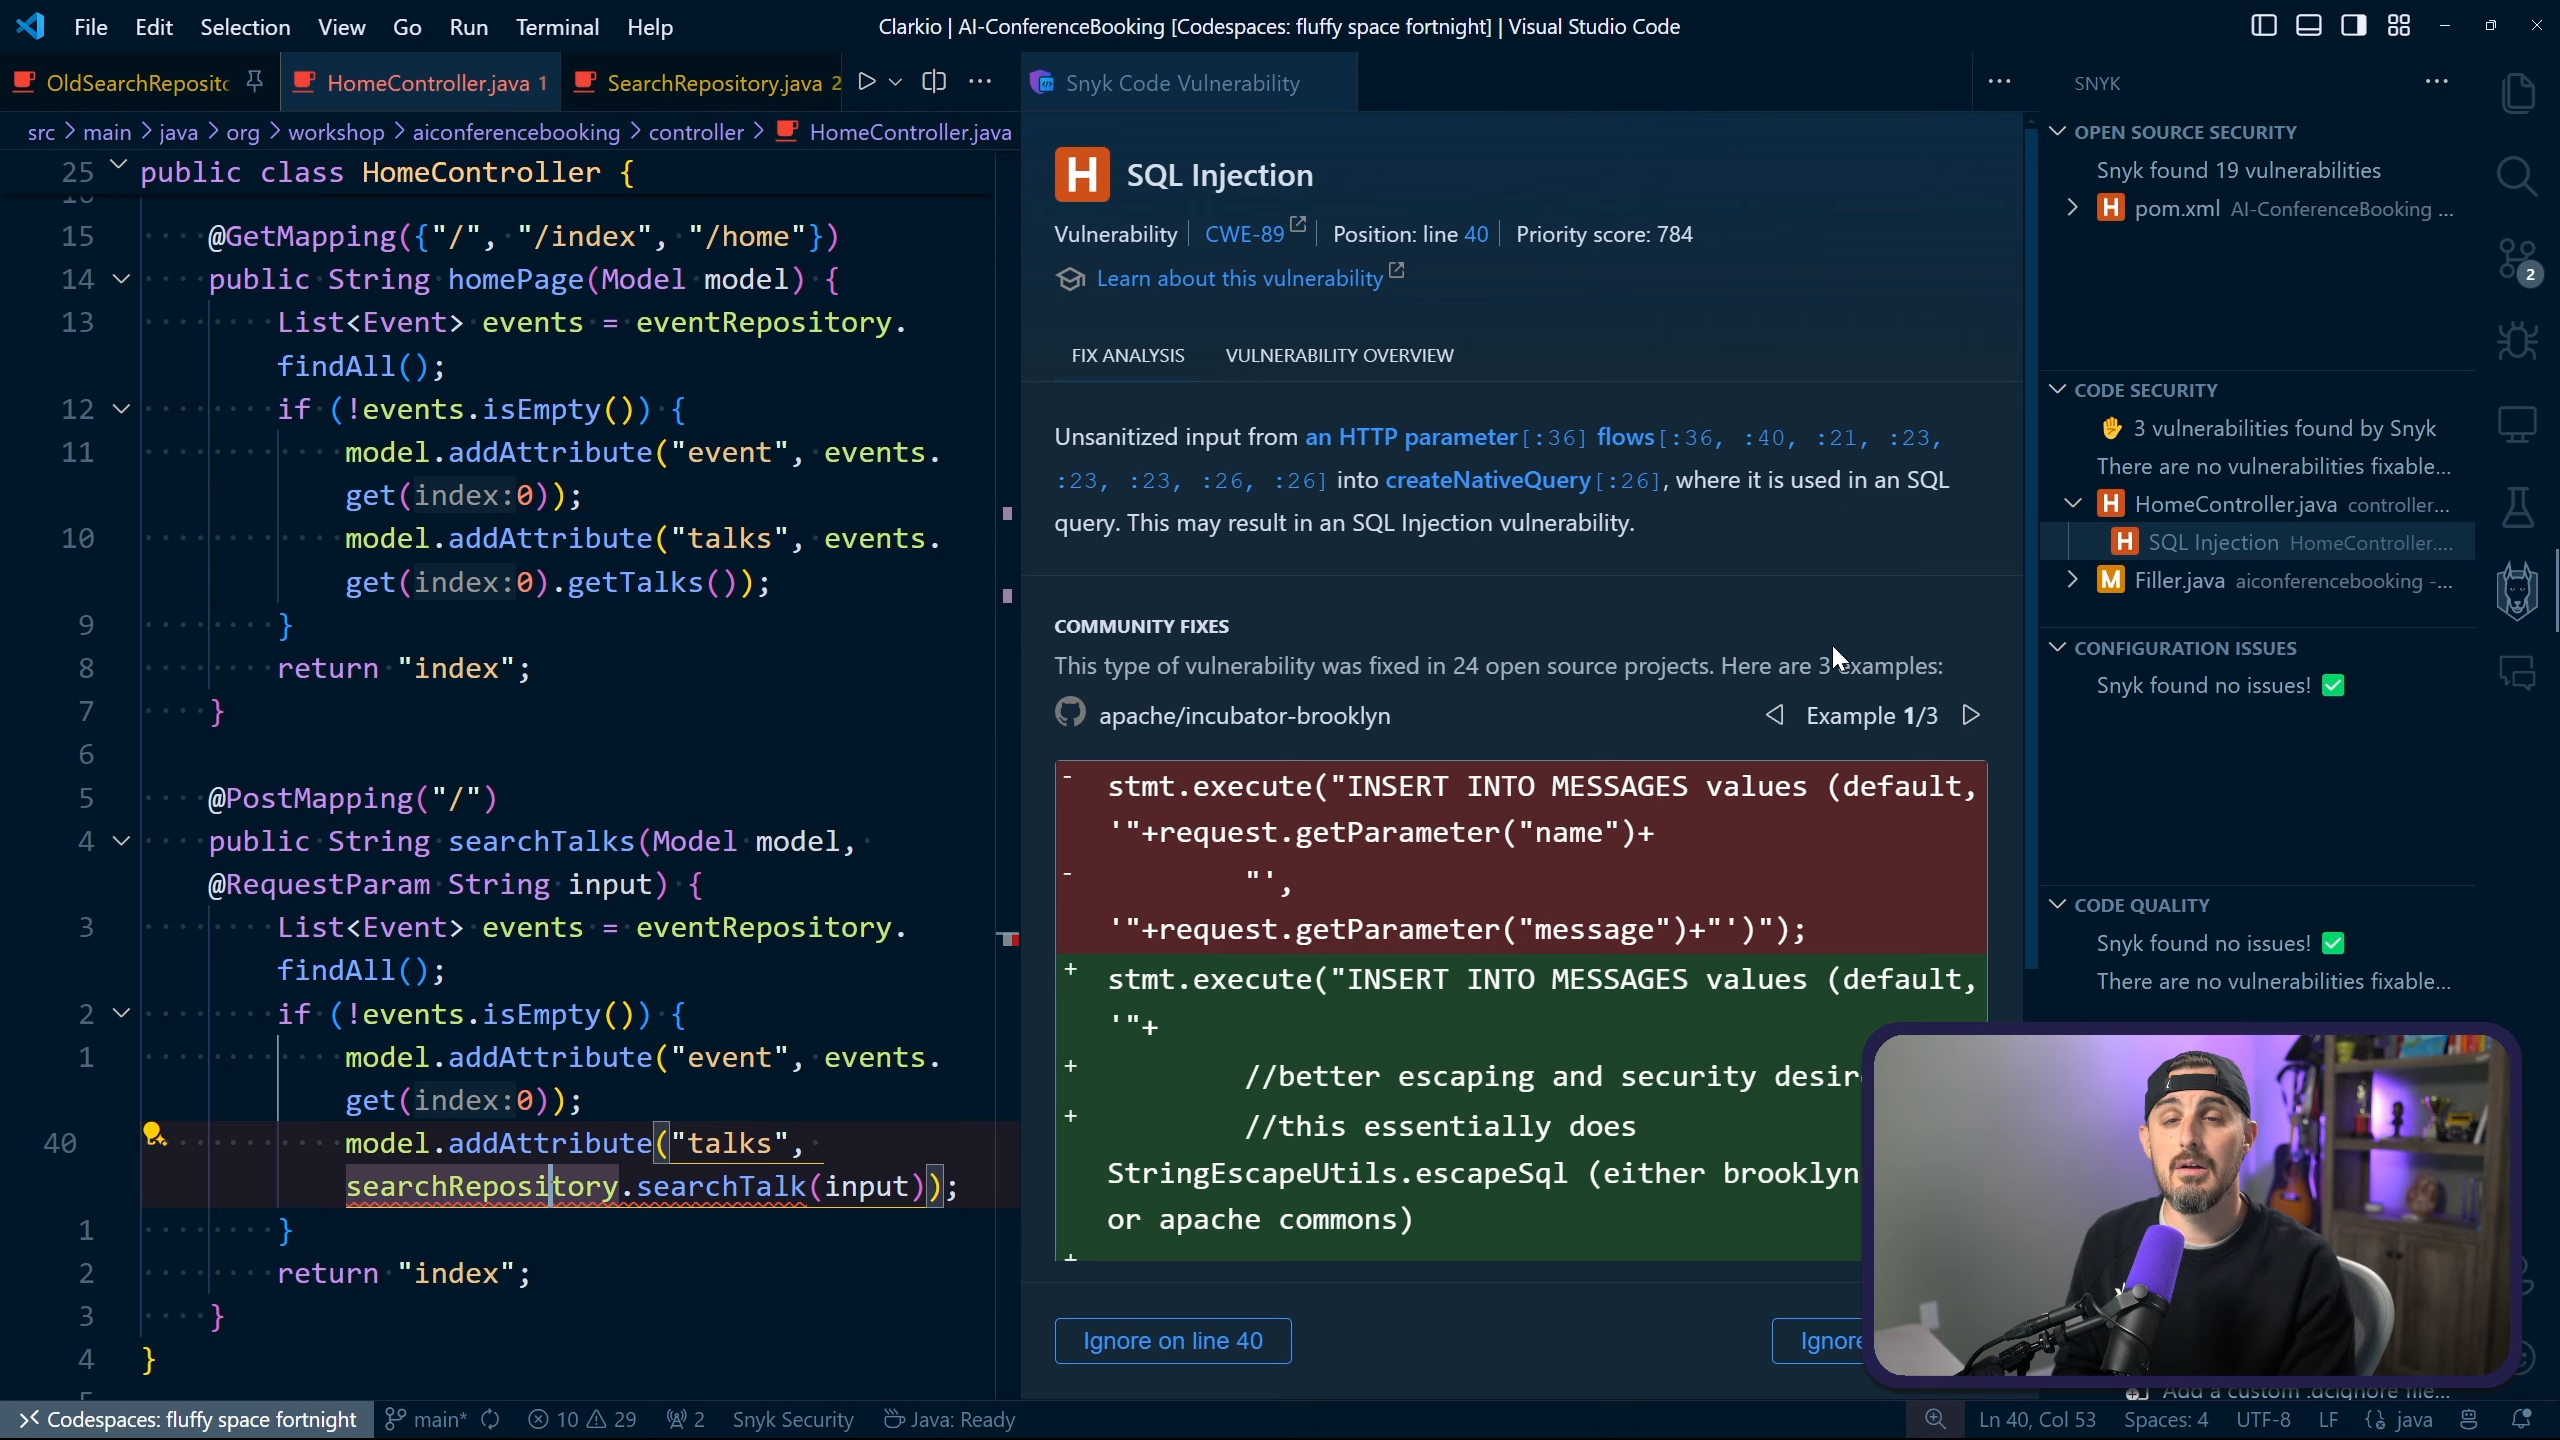 File Edit Selection View Go Run Terminal Help
Clarkio | AI-ConferenceBooking [Codespaces: fluffy space fortnight] | Visual Studio Code
OldSearchReposito
HomeController.java 1
SearchRepository.java 2
src > main > java > org > workshop > aiconferencebooking > controller > HomeController.java
25 public class HomeController {
15 @GetMapping({"/", "/index", "/home"})
14 public String homePage(Model model) {
13 List<Event> events = eventRepository.
findAll();
12 if (!events.isEmpty()) {
11 model.addAttribute("event", events.
get(index:0));
10 model.addAttribute("talks", events.
get(index:0).getTalks());
9 }
8 return "index";
7 }
6
5 @PostMapping("/")
4 public String searchTalks(Model model,
@RequestParam String input) {
3 List<Event> events = eventRepository.
findAll();
2 if (!events.isEmpty()) {
1 model.addAttribute("event", events.
get(index:0));
40 model.addAttribute("talks",
searchRepository.searchTalk(input));
1 }
2 return "index";
3 }
4 }
Snyk Code Vulnerability
H SQL Injection
Vulnerability | CWE-89 | Position: line 40 | Priority score: 784
Learn about this vulnerability
FIX ANALYSIS VULNERABILITY OVERVIEW
Unsanitized input from an HTTP parameter[:36] flows[:36, :40, :21, :23,
:23, :23, :26, :26] into createNativeQuery[:26], where it is used in an SQL
query. This may result in an SQL Injection vulnerability.
COMMUNITY FIXES
This type of vulnerability was fixed in 24 open source projects. Here are 3 examples:
apache/incubator-brooklyn
Example 1/3
- stmt.execute("INSERT INTO MESSAGES values (default,
'"+request.getParameter("name")+
- "',
'"+request.getParameter("message")+"')");
+ stmt.execute("INSERT INTO MESSAGES values (default,
'"+
+ //better escaping and security desir
+ //this essentially does
StringEscapeUtils.escapeSql (either brooklyn
or apache commons)
+
Ignore on line 40
Ignore
SNYK
OPEN SOURCE SECURITY
Snyk found 19 vulnerabilities
H pom.xml AI-ConferenceBooking ...
2
CODE SECURITY
3 vulnerabilities found by Snyk
There are no vulnerabilities fixable...
H HomeController.java controller...
H SQL Injection HomeController....
M Filler.java aiconferencebooking -...
CONFIGURATION ISSUES
Snyk found no issues!
CODE QUALITY
Snyk found no issues!
There are no vulnerabilities fixable...
Add a custom .dcignore file...
Codespaces: fluffy space fortnight main* 10 29 2 Snyk Security Java: Ready
Ln 40, Col 53 Spaces: 4 UTF-8 LF java